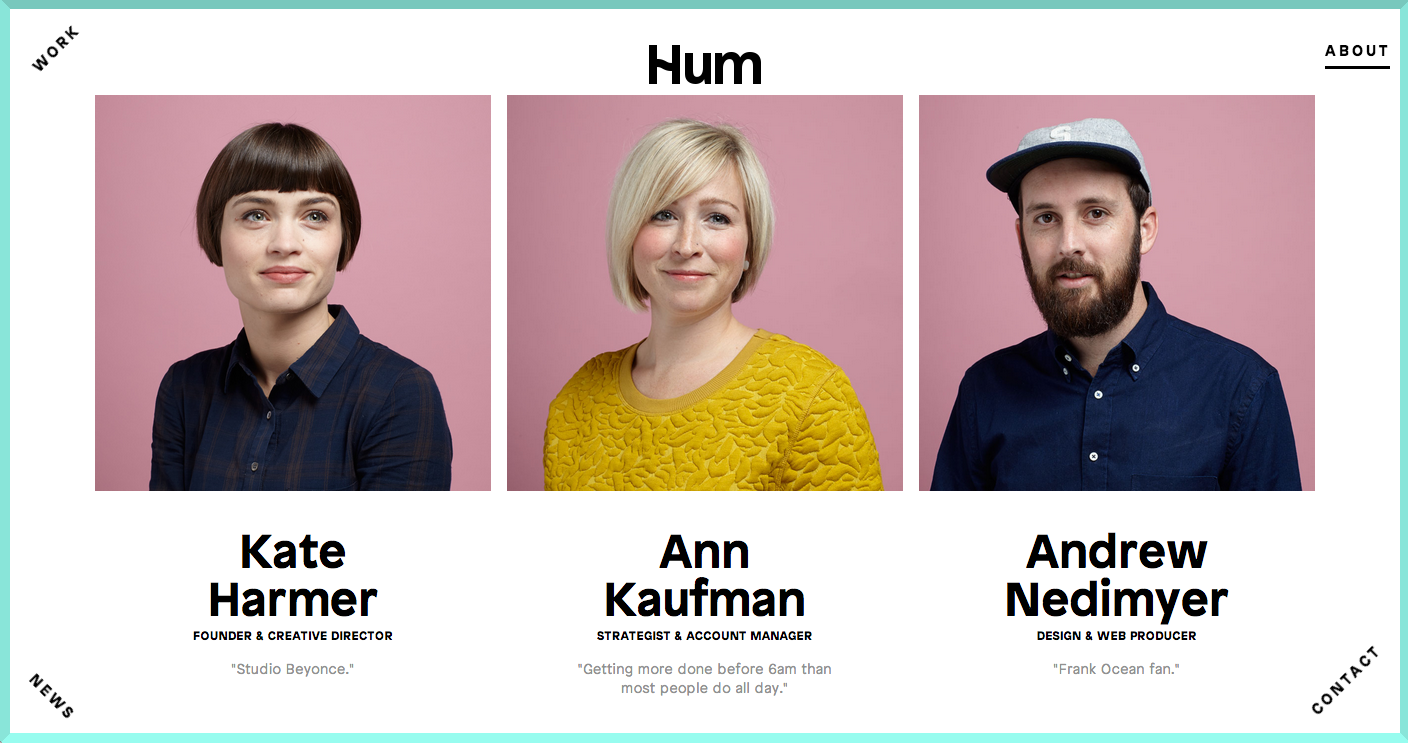 WORK
Hum
ABOUT
Kate
Harmer
FOUNDER & CREATIVE DIRECTOR
"Studio Beyonce."
Ann
Kaufman
STRATEGIST & ACCOUNT MANAGER
"Getting more done before 6am than
most people do all day."
Andrew
Nedimyer
DESIGN & WEB PRODUCER
"Frank Ocean fan."
NEWS
CONTACT